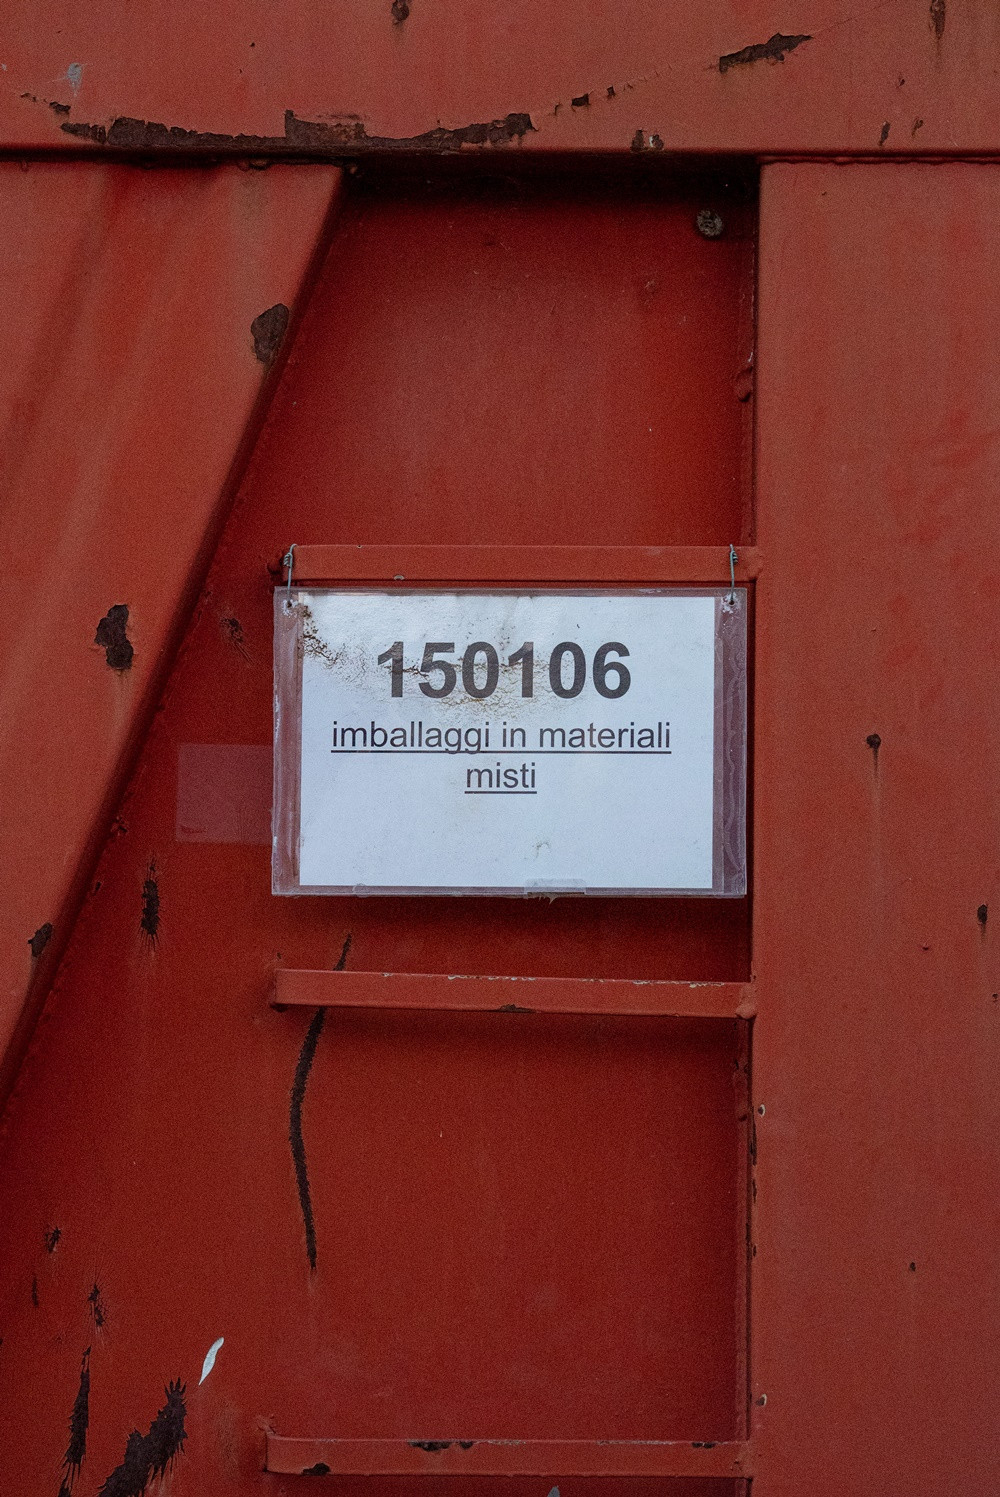 150106
imballaggi in materiali
misti